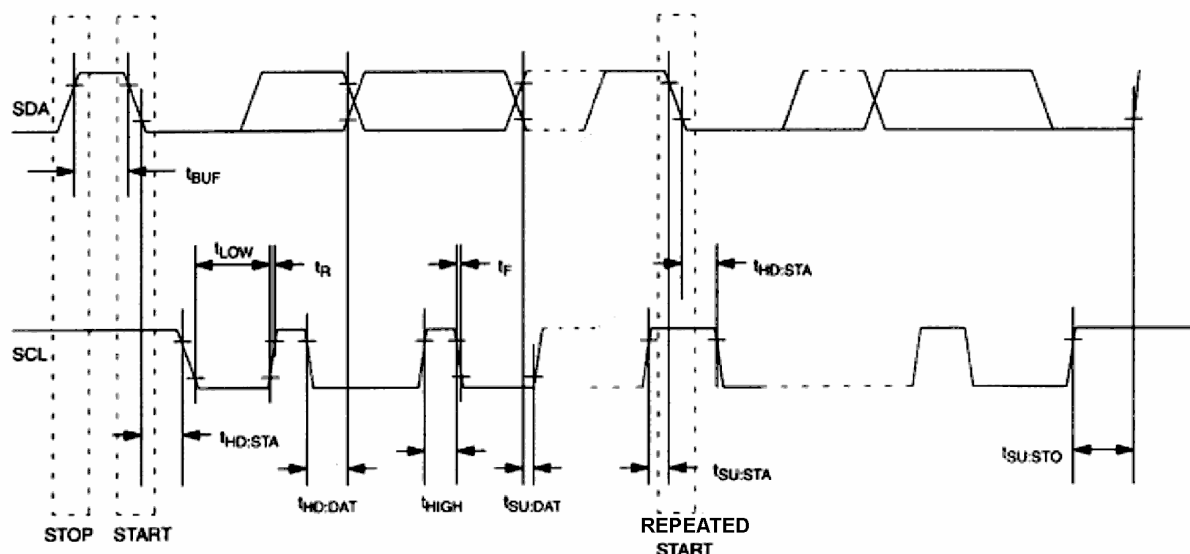 SDA
tBUF
tLOW
tR
tF
tHD:STA
SCL
tHD:STA
tHD:DAT
tHIGH
tSU:DAT
tSU:STA
tSU:STO
STOP
START
REPEATED
START